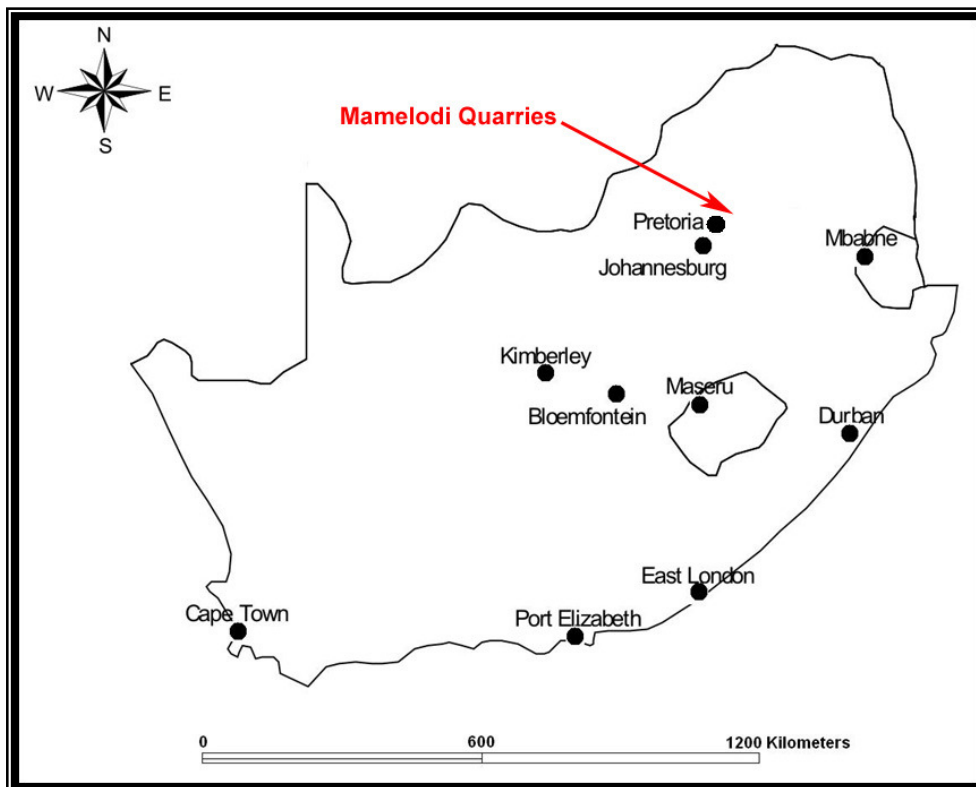 N
W E
S
Mamelodi Quarries
Pretoria
Johannesburg
Mbabne
Kimberley
Bloemfontein
Maseru
Durban
East London
Cape Town
Port Elizabeth
0 600 1200 Kilometers